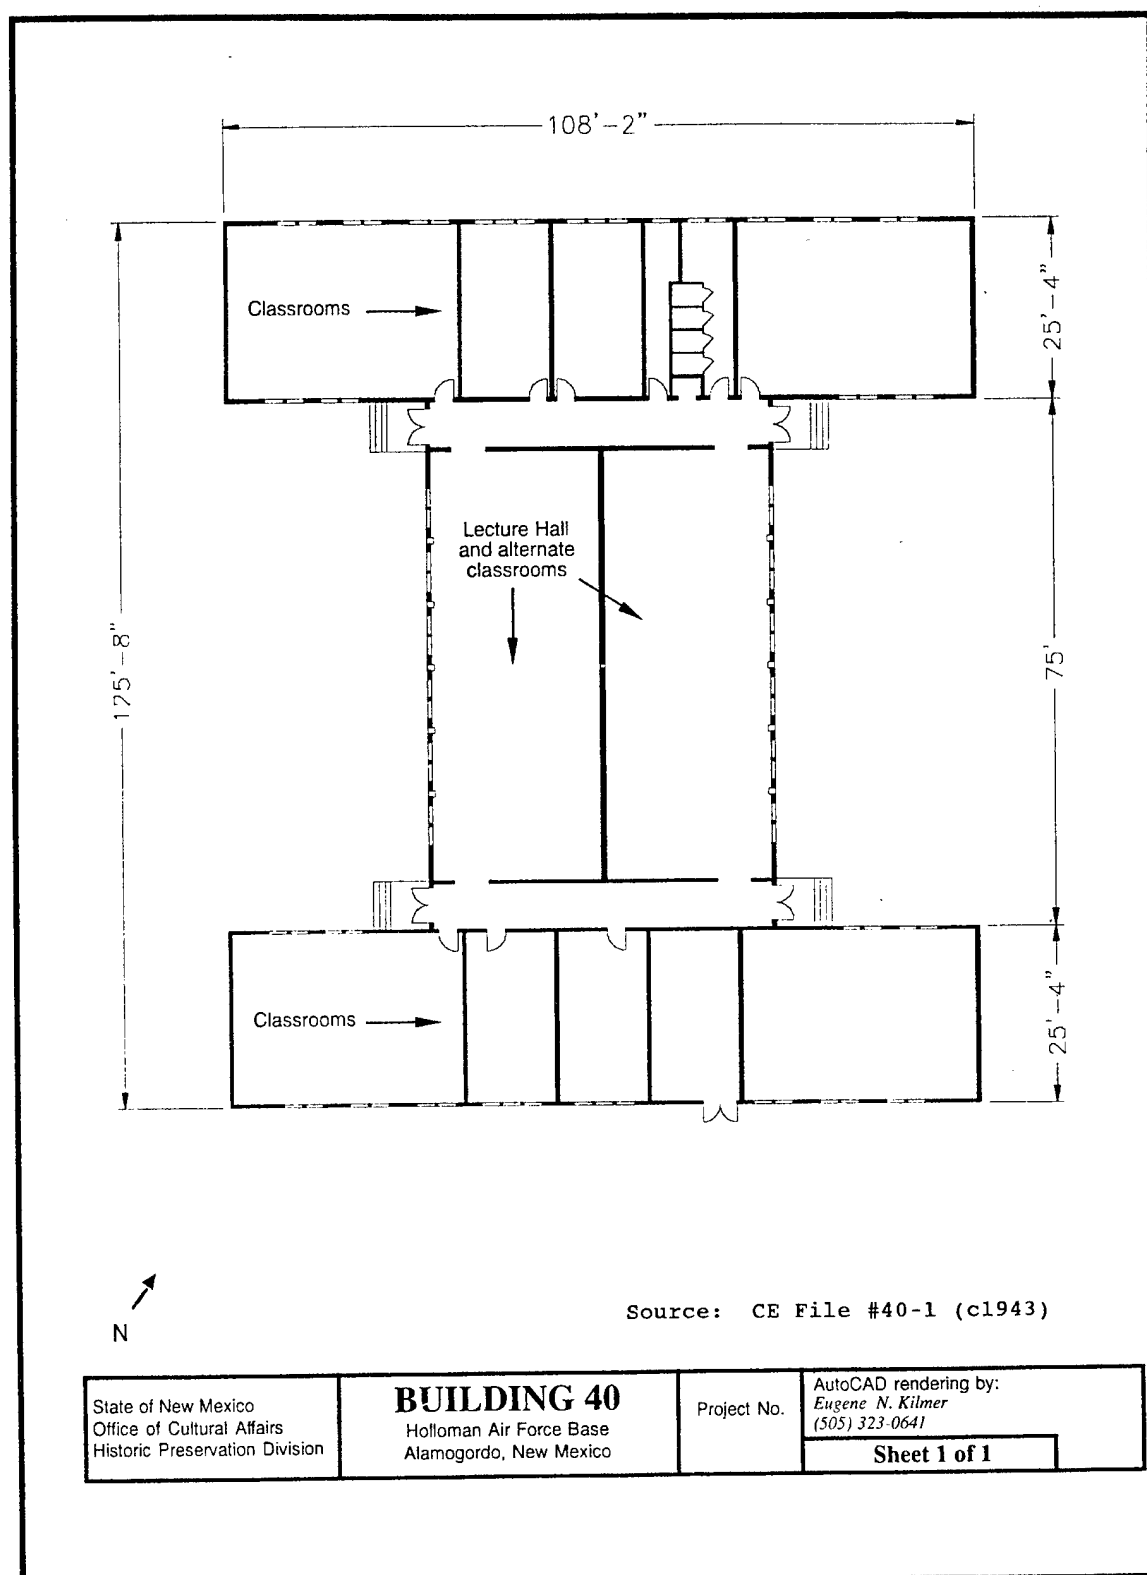 108'-2"
25'-4"
Classrooms
Lecture Hall
and alternate
classrooms
125'-8"
75'
Classrooms
25'-4"
N
Source: CE File #40-1 (c1943)
State of New Mexico
Office of Cultural Affairs
Historic Preservation Division
BUILDING 40
Holloman Air Force Base
Alamogordo, New Mexico
Project No.
AutoCAD rendering by:
Eugene N. Kilmer
(505) 323-0641
Sheet 1 of 1